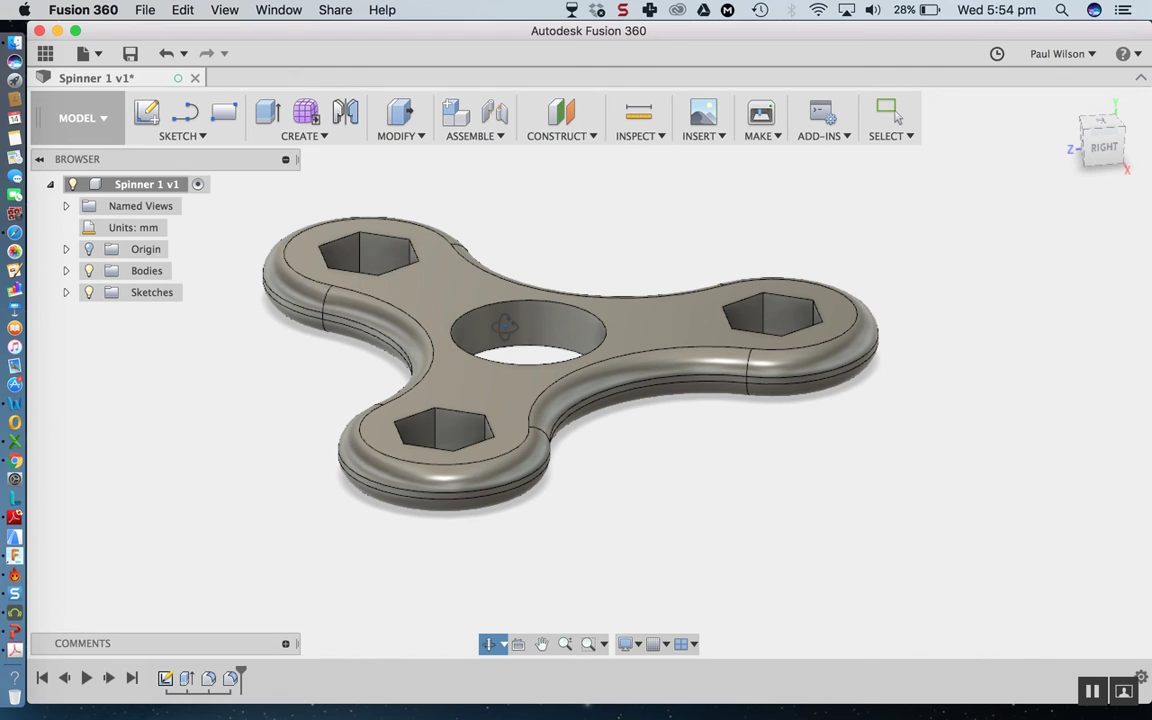 Fusion 360 File Edit View Window Share Help 28% Wed 5:54 pm
Autodesk Fusion 360
Paul Wilson
Spinner 1 v1*
MODEL
SKETCH CREATE MODIFY ASSEMBLE CONSTRUCT INSPECT INSERT MAKE ADD-INS SELECT
BROWSER
Spinner 1 v1
Named Views
Units: mm
Origin
Bodies
Sketches
Y
Z
RIGHT
X
COMMENTS